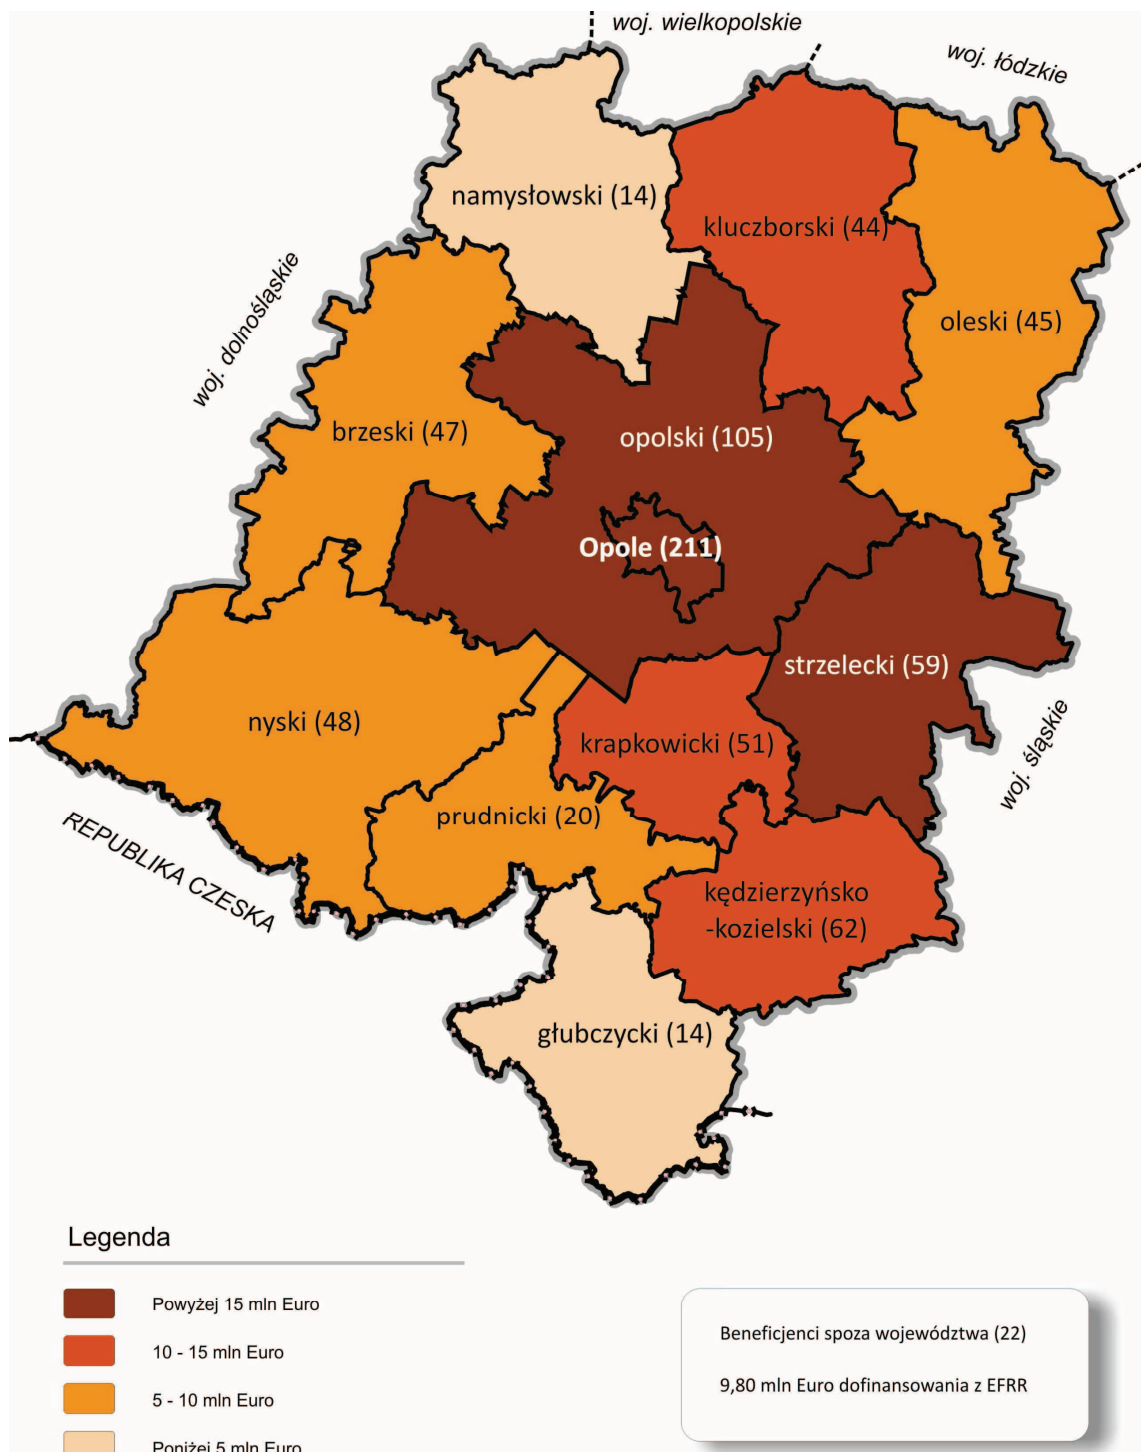 woj. wielkopolskie
woj. łódzkie
namysłowski (14)
kluczborski (44)
woj. dolnośląskie
oleski (45)
brzeski (47)
opolski (105)
Opole (211)
strzelecki (59)
nyski (48)
krapkowicki (51)
woj. śląskie
prudnicki (20)
REPUBLIKA CZESKA
kędzierzyńsko
-kozielski (62)
głubczycki (14)
Legenda
Powyżej 15 mln Euro
10 - 15 mln Euro
5 - 10 mln Euro
Poniżej 5 mln Euro
Beneficjenci spoza województwa (22)
9,80 mln Euro dofinansowania z EFRR